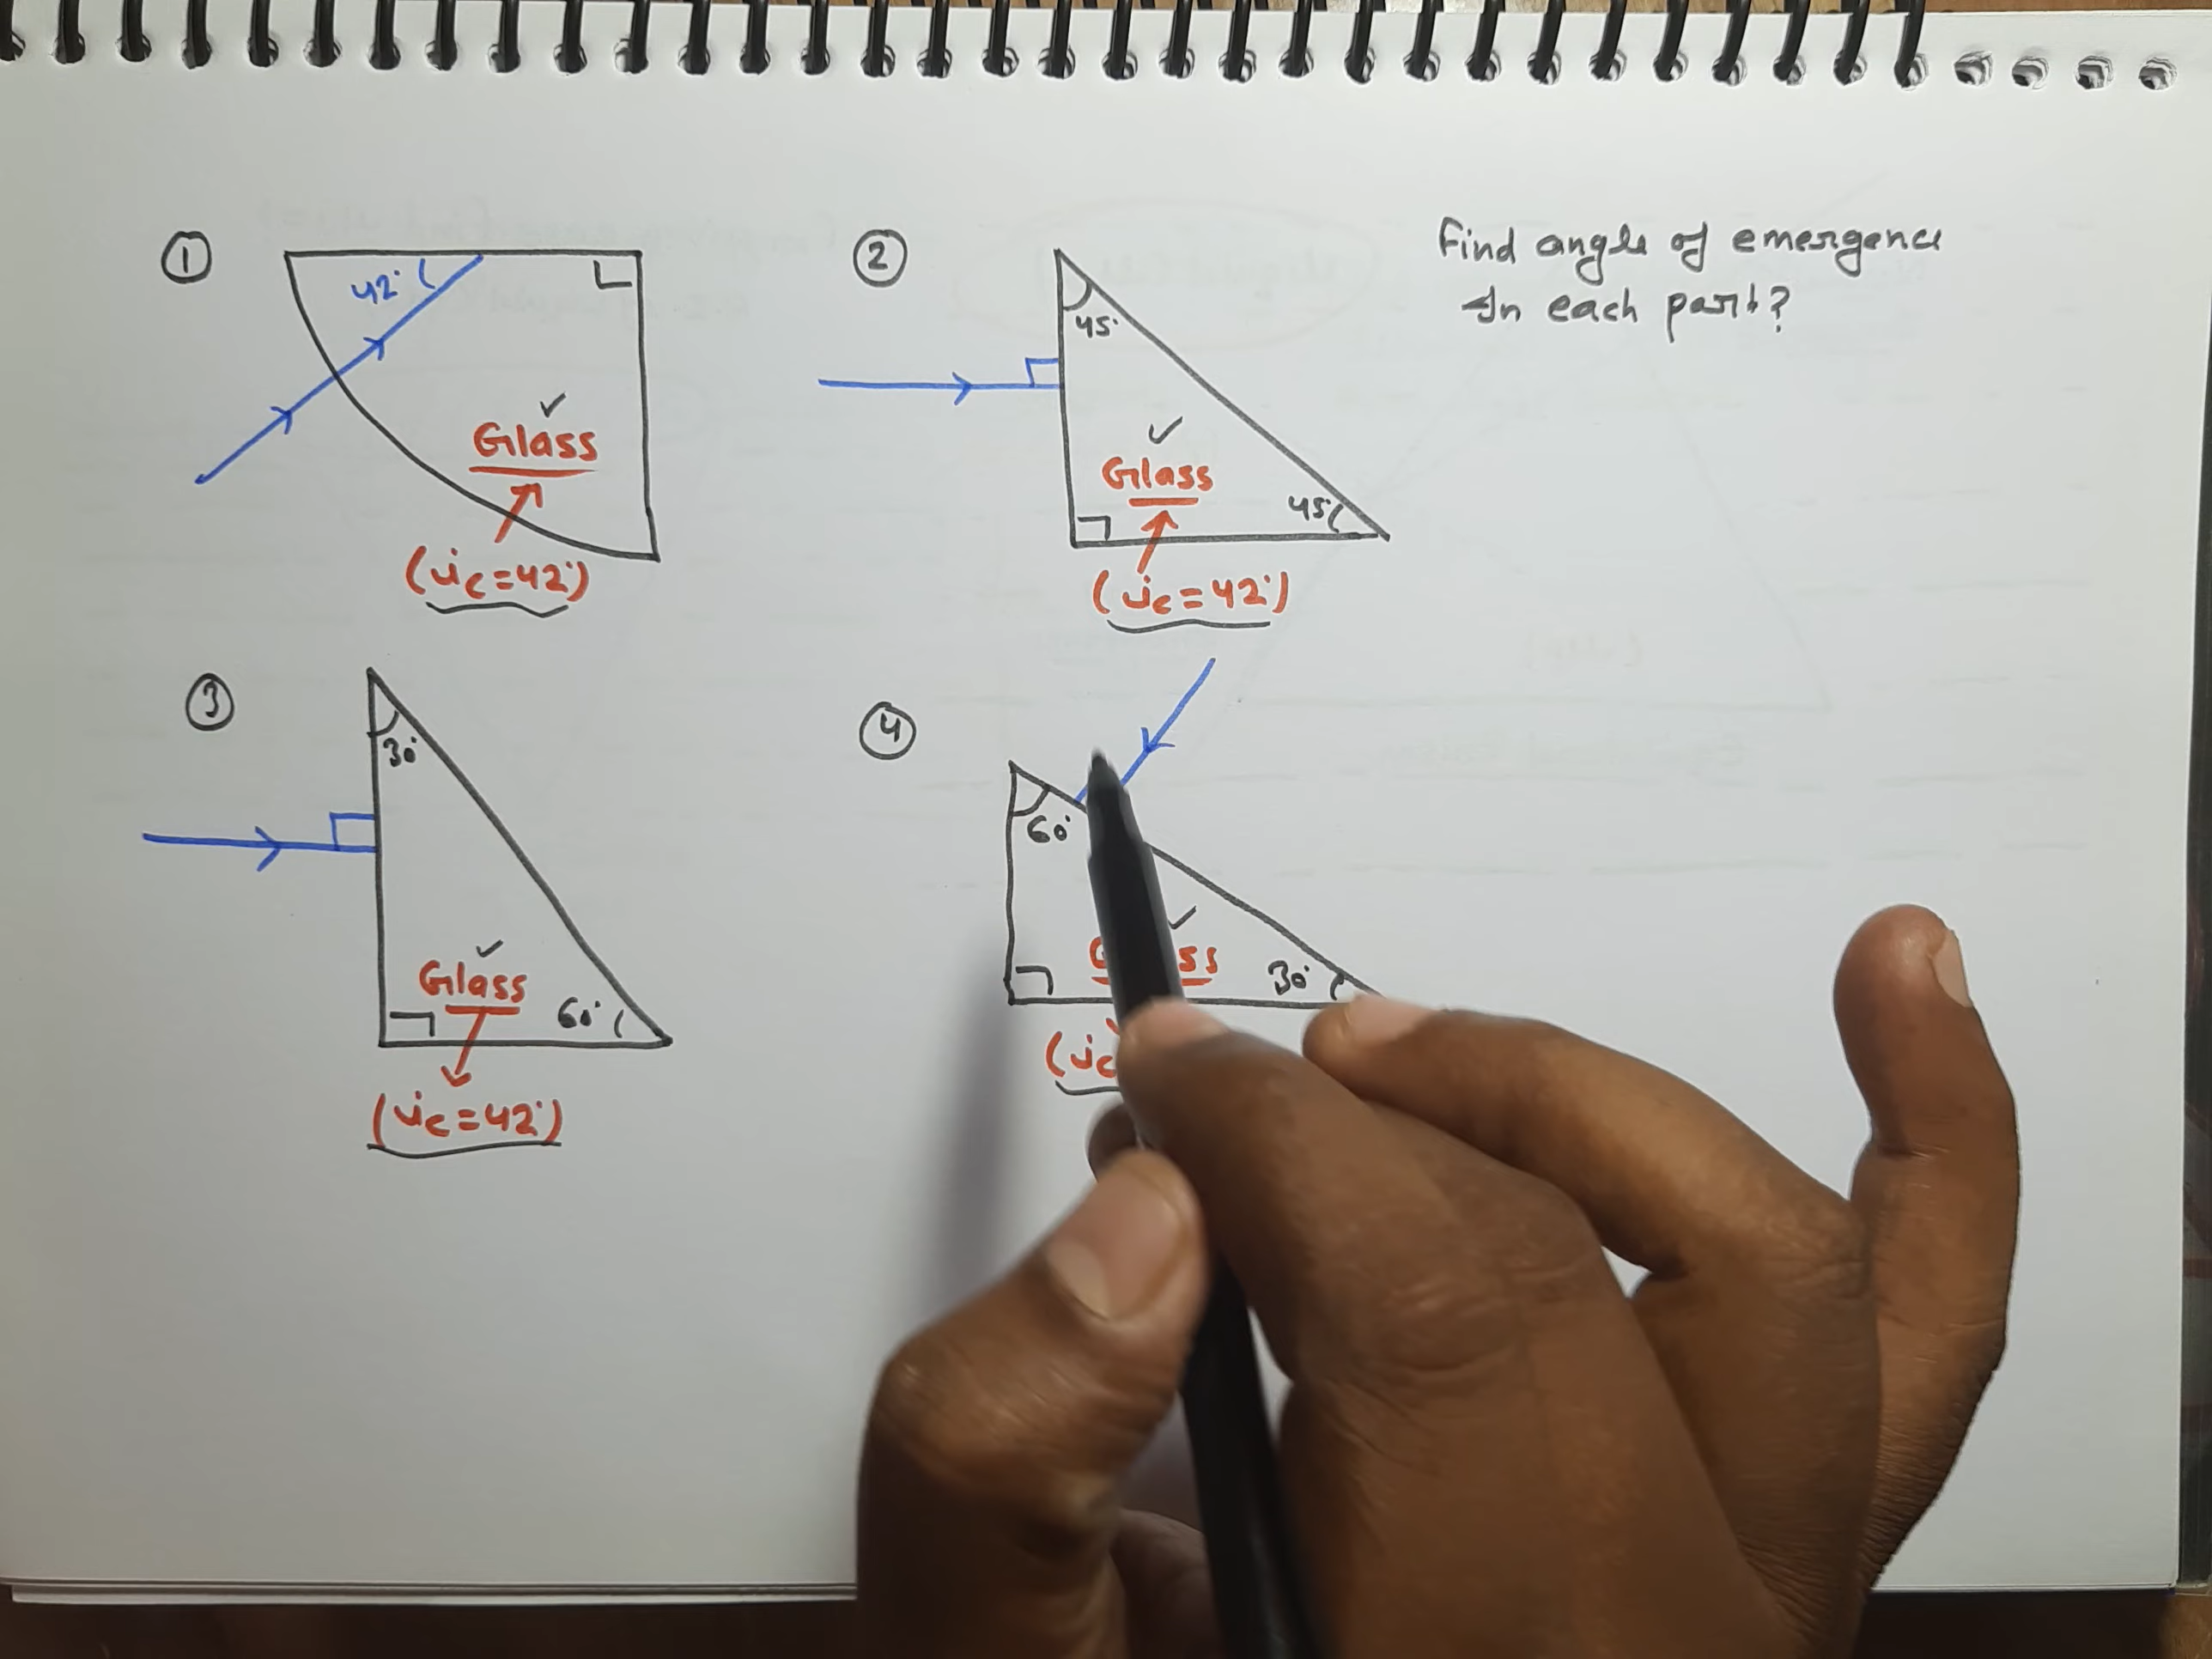 ①
42°
Glass
(ic=42°)
②
45°
Glass
45°
(ic=42°)
Find angle of emergence
In each part?
③
30°
Glass
60°
(ic=42°)
④
60°
30°
(ic